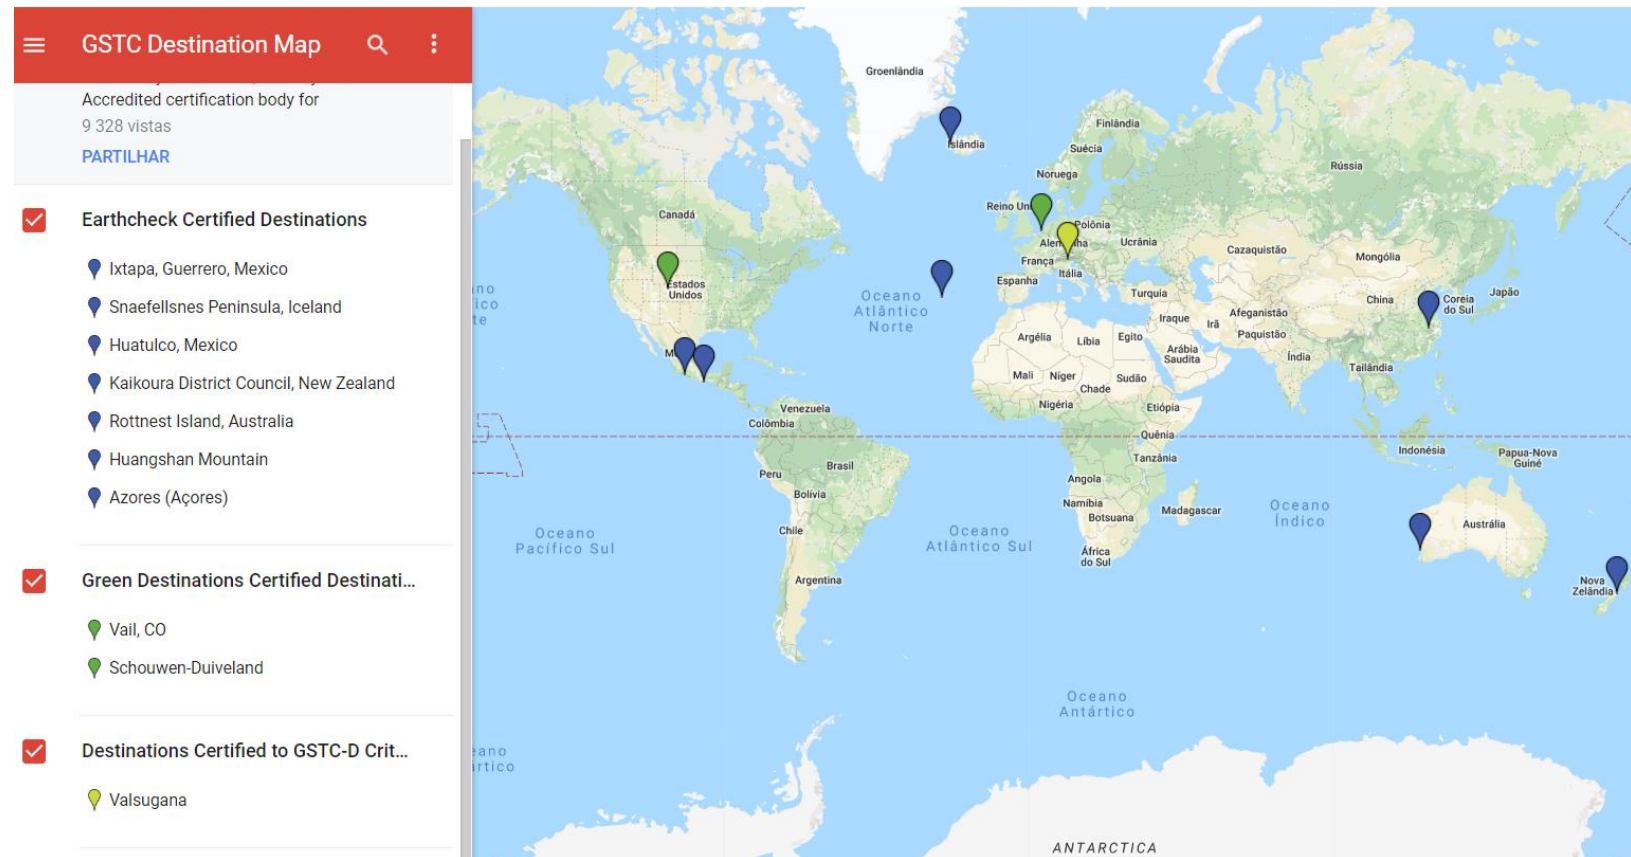 GSTC Destination Map
Accredited certification body for
9 328 vistas
PARTILHAR
Earthcheck Certified Destinations
Ixtapa, Guerrero, Mexico
Snaefellsnes Peninsula, Iceland
Huatulco, Mexico
Kaikoura District Council, New Zealand
Rottnest Island, Australia
Huangshan Mountain
Azores (Açores)
Green Destinations Certified Destinati...
Vail, CO
Schouwen-Duiveland
Destinations Certified to GSTC-D Crit...
Valsugana
Groenlândia
Islândia
Finlândia
Suécia
Noruega
Rússia
Canadá
Reino Un
Polônia
Ucrânia
França
Cazaquistão
Mongólia
Espanha
Itália
Estados
Unidos
Oceano
Atlântico
Norte
Turquia
China
Coreia
do Sul
Japão
Iraque
Irã
Afeganistão
Paquistão
Argélia
Líbia
Egito
Arábia
Saudita
Índia
Tailândia
Mali
Níger
Chade
Sudão
Nigéria
Etiópia
Venezuela
Colômbia
Quênia
Tanzânia
Indonésia
Papua-Nova
Guiné
Peru
Brasil
Bolívia
Angola
Namíbia
Botsuana
Madagascar
Oceano
Índico
Austrália
Oceano
Pacífico Sul
Chile
Oceano
Atlântico Sul
África
do Sul
Argentina
Nova
Zelândia
Oceano
Antártico
ANTARCTICA